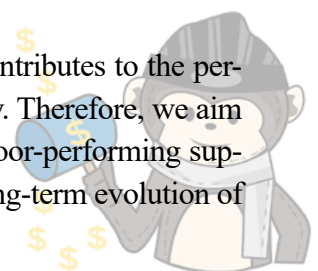 ntributes to the per-
y. Therefore, we aim
oor-performing sup-
ng-term evolution of